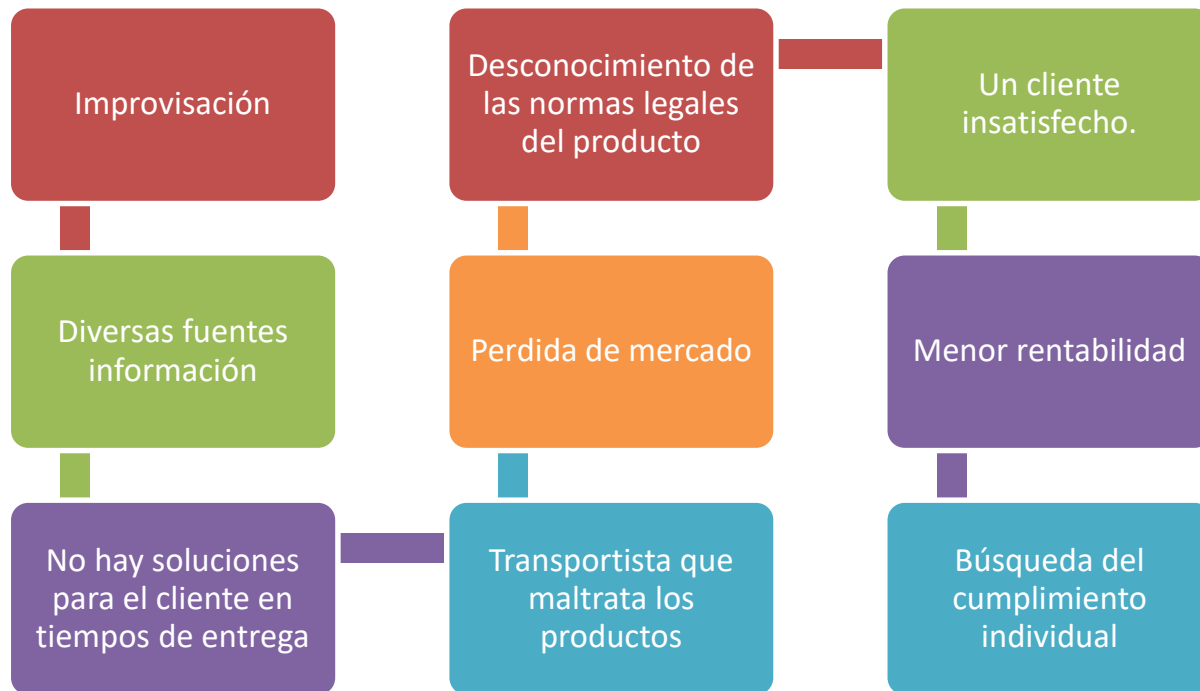 Improvisación
Diversas fuentes
información
No hay soluciones
para el cliente en
tiempos de entrega
Transportista que
maltrata los
productos
Perdida de mercado
Desconocimiento de
las normas legales
del producto
Un cliente
insatisfecho.
Menor rentabilidad
Búsqueda del
cumplimiento
individual